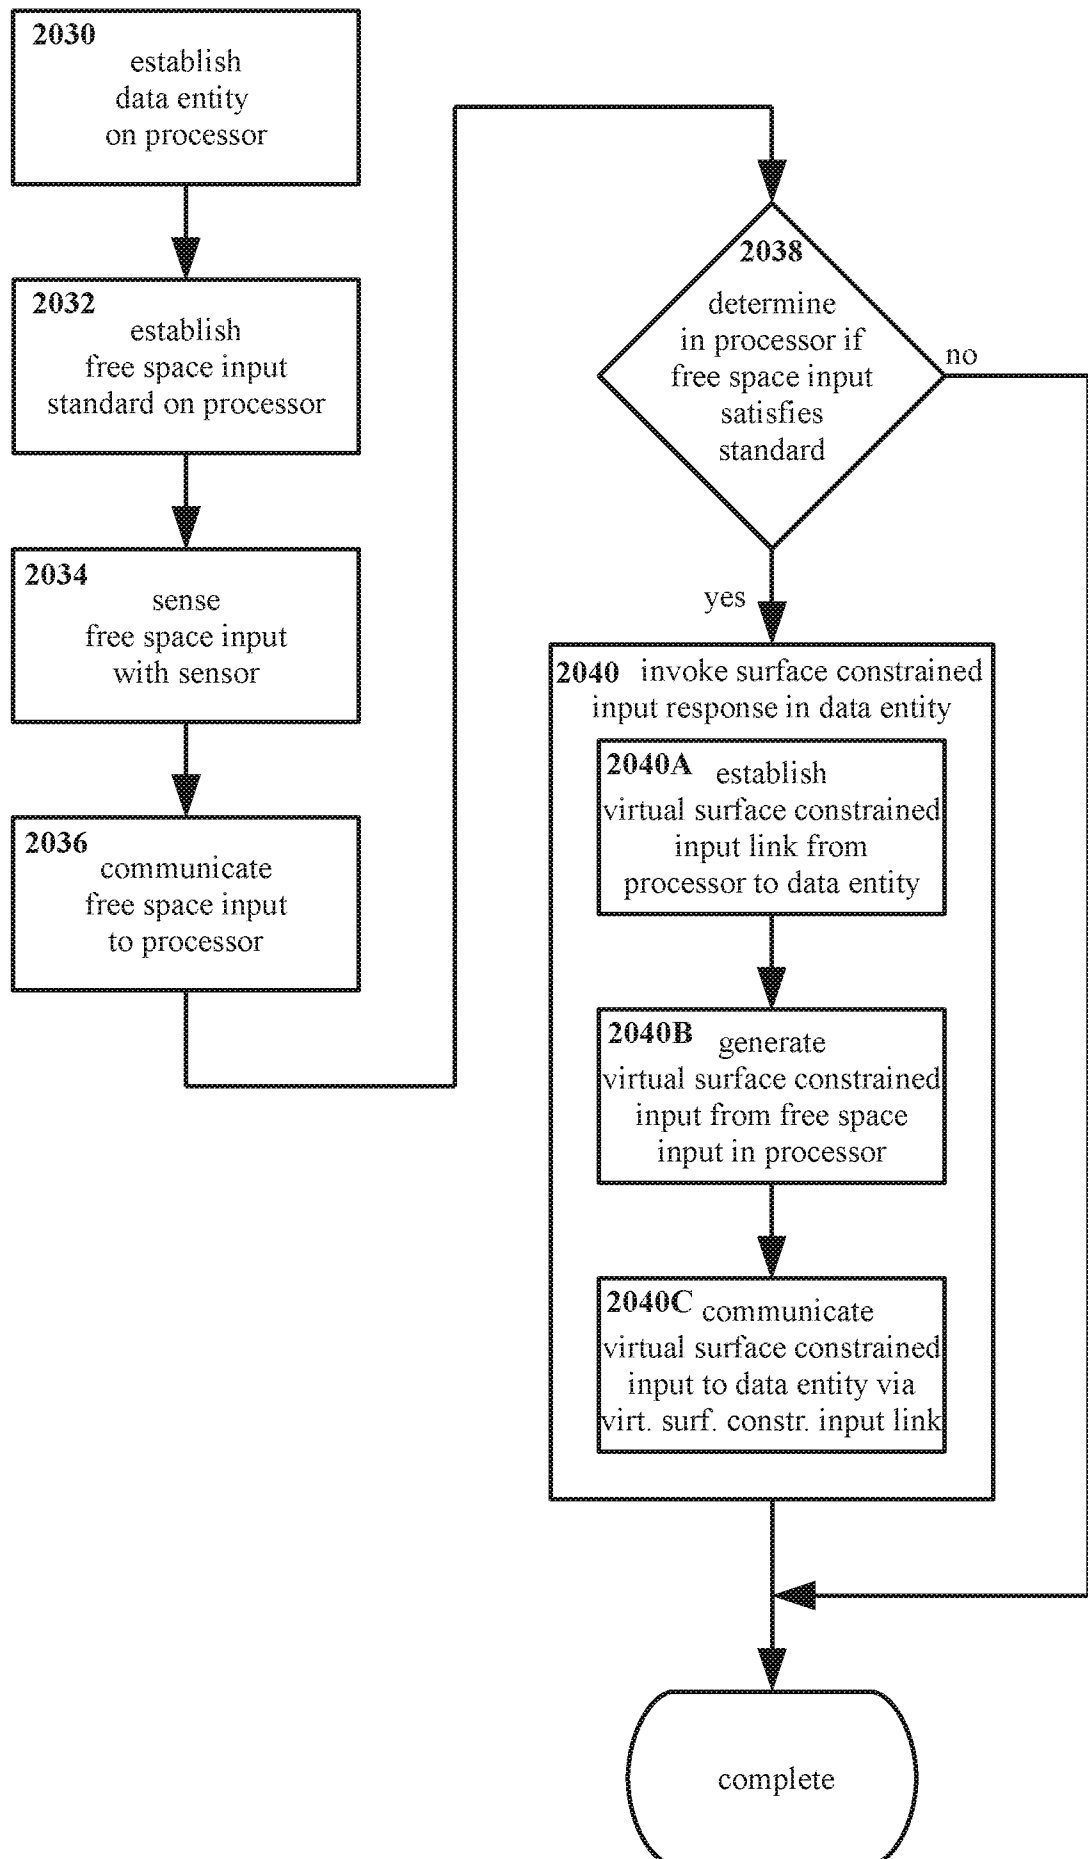 2030
establish
data entity
on processor
2032
establish
free space input
standard on processor
2034
sense
free space input
with sensor
2036
communicate
free space input
to processor
2038
determine
in processor if
free space input
satisfies
standard
no
yes
2040 invoke surface constrained
input response in data entity
2040A establish
virtual surface constrained
input link from
processor to data entity
2040B generate
virtual surface constrained
input from free space
input in processor
2040C communicate
virtual surface constrained
input to data entity via
virt. surf. constr. input link
complete